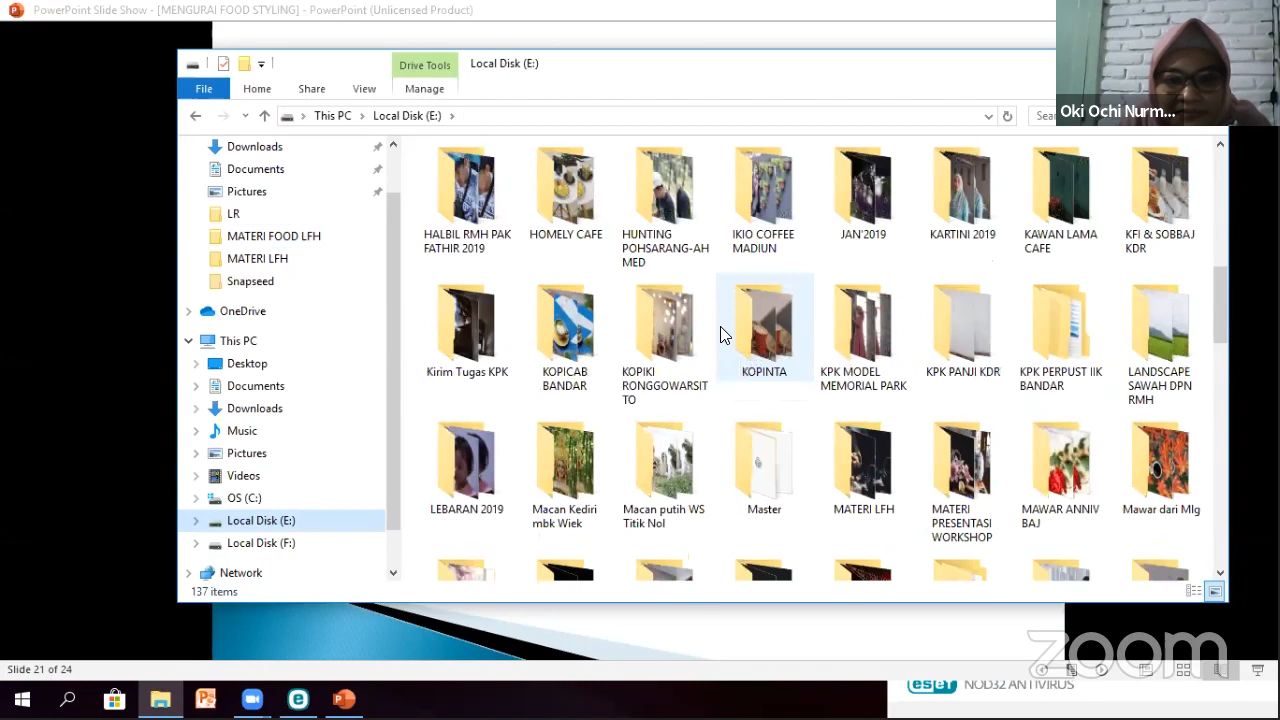 PowerPoint Slide Show - [MENGURAI FOOD STYLING] - PowerPoint (Unlicensed Product)
Drive Tools
Local Disk (E:)
File
Home
Share
View
Manage
Oki Ochi Nurm...
This PC
Local Disk (E:)
Sea
Downloads
Documents
Pictures
LR
MATERI FOOD LFH
MATERI LFH
Snapseed
OneDrive
This PC
Desktop
Documents
Downloads
Music
Pictures
Videos
OS (C:)
Local Disk (E:)
Local Disk (F:)
Network
137 items
HALBIL RMH PAK
FATHIR 2019
HOMELY CAFE
HUNTING
POHSARANG-AH
MED
IKIO COFFEE
MADIUN
JAN'2019
KARTINI 2019
KAWAN LAMA
CAFE
KFI & SOBBAJ
KDR
Kirim Tugas KPK
KOPICAB
BANDAR
KOPIKI
RONGGOWARSIT
TO
KOPINTA
KPK MODEL
MEMORIAL PARK
KPK PANJI KDR
KPK PERPUST IIK
BANDAR
LANDSCAPE
SAWAH DPN
RMH
LEBARAN 2019
Macan Kediri
mbk Wiek
Macan putih WS
Titik Nol
Master
MATERI LFH
MATERI
PRESENTASI
WORKSHOP
MAWAR ANNIV
BAJ
Mawar dari Mlg
zoom
Slide 21 of 24
eset NOD32 ANTIVIRUS